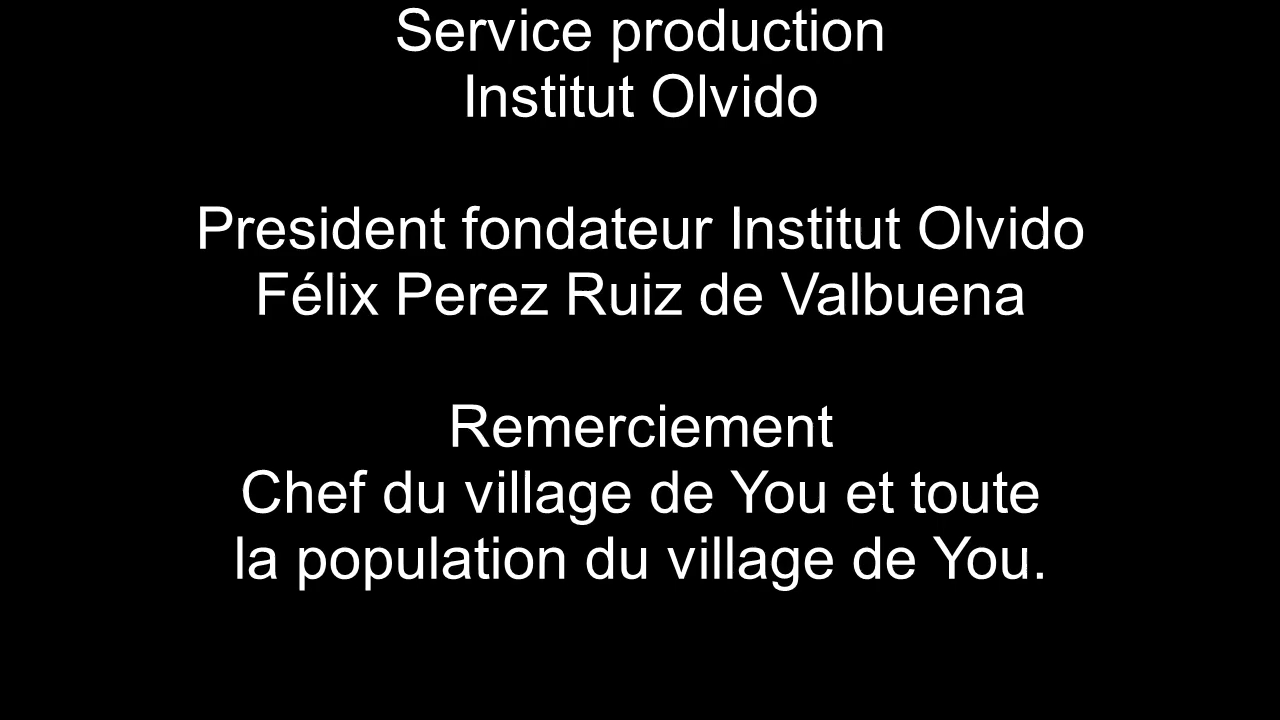 Service production
Institut Olvido
President fondateur Institut Olvido
Félix Perez Ruiz de Valbuena
Remerciement
Chef du village de You et toute
la population du village de You.